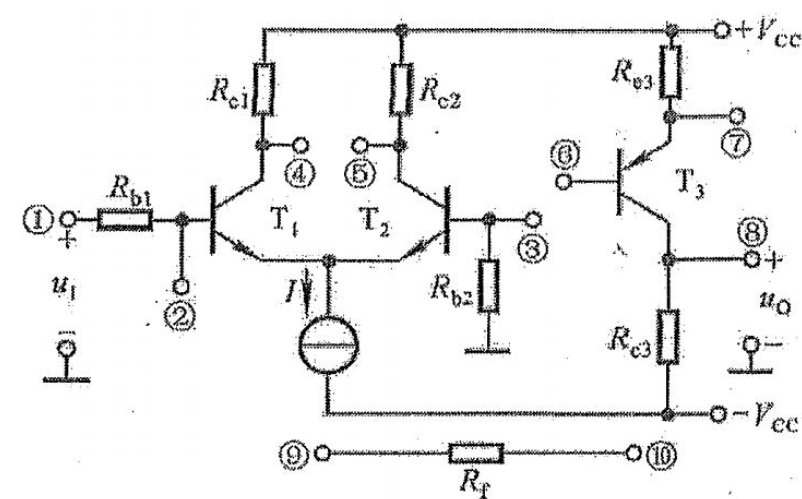 +V_CC
R_c1
R_c2
R_e3
⑦
④
⑤
⑥
R_b1
T_3
①
T_1
T_2
③
⑧
+
+
u_I
②
I
R_b2
u_O
R_c3
−
−
−V_CC
⑨
⑩
R_f